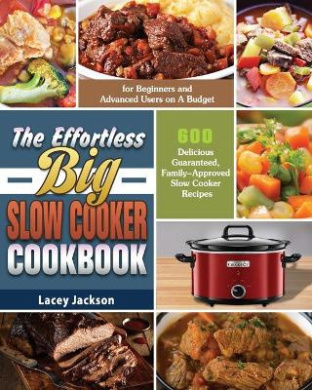 for Beginners and
Advanced Users on A Budget
The Effortless
Big
SLOW COOKER
COOKBOOK
Lacey Jackson
600
Delicious
Guaranteed,
Family-Approved
Slow Cooker
Recipes